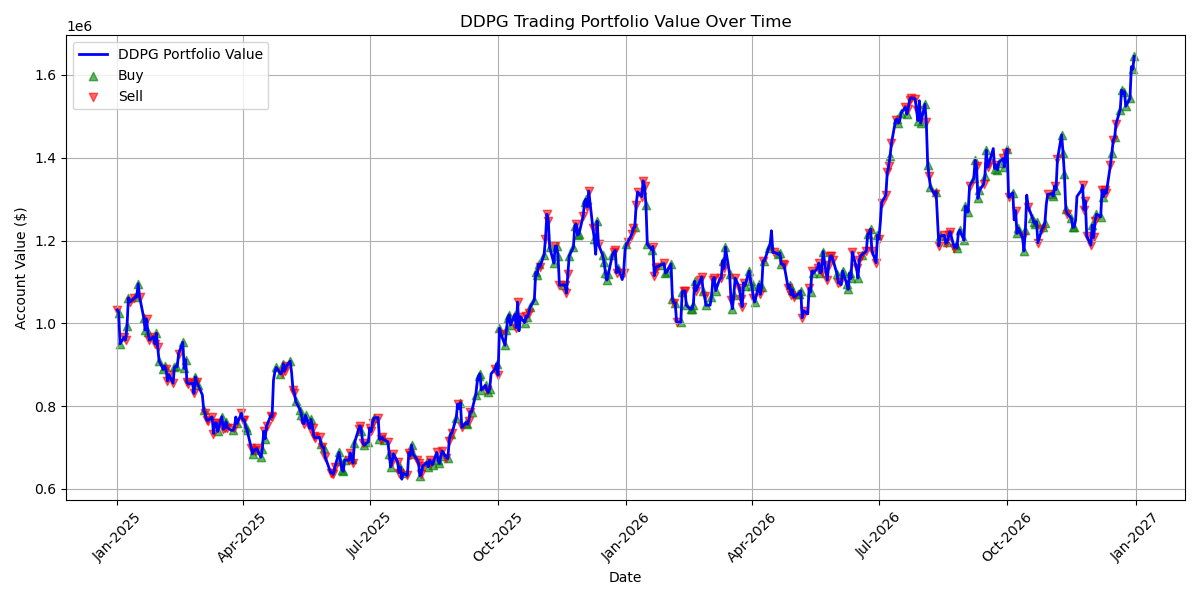 DDPG Trading Portfolio Value Over Time
1e6
DDPG Portfolio Value
Buy
Sell
1.6
1.4
1.2
1.0
0.8
0.6
Account Value ($)
Jan-2025
Apr-2025
Jul-2025
Oct-2025
Jan-2026
Apr-2026
Jul-2026
Oct-2026
Jan-2027
Date